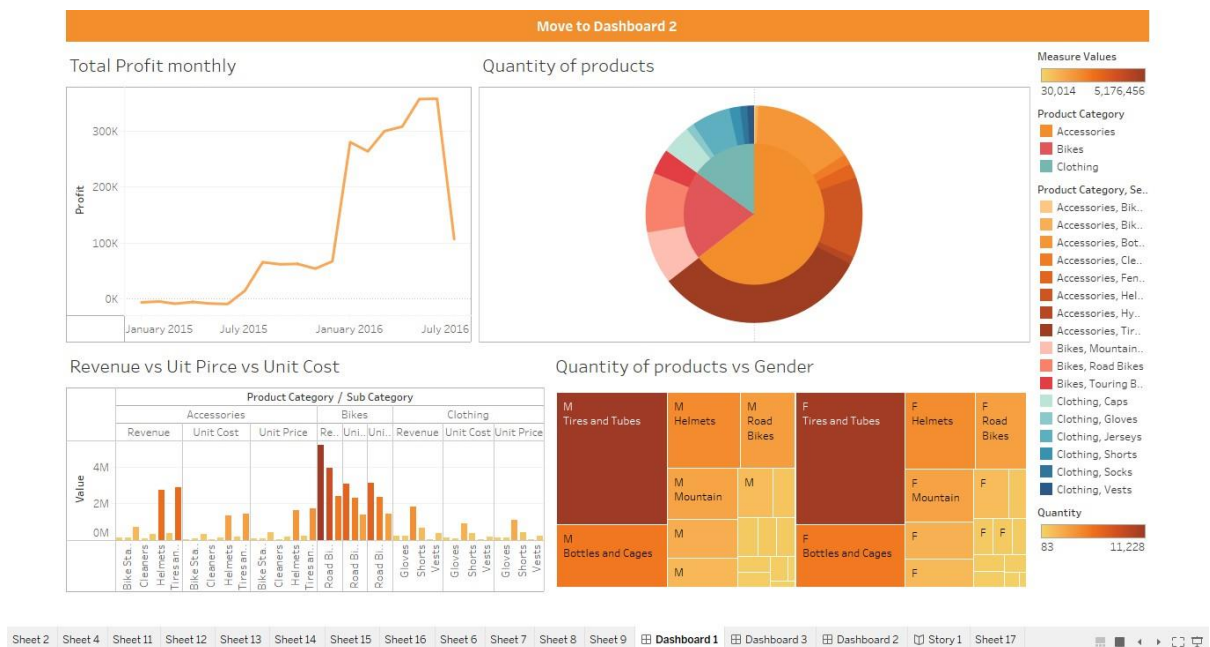 Move to Dashboard 2
Total Profit monthly
Profit
300K
200K
100K
0K
January 2015 July 2015 January 2016 July 2016
Quantity of products
Measure Values
30,014 5,176,456
Product Category
Accessories
Bikes
Clothing
Product Category, Se..
Accessories, Bik..
Accessories, Bik..
Accessories, Bot..
Accessories, Cle..
Accessories, Fen..
Accessories, Hel..
Accessories, Hy..
Accessories, Tir..
Bikes, Mountain..
Bikes, Road Bikes
Bikes, Touring B..
Clothing, Caps
Clothing, Gloves
Clothing, Jerseys
Clothing, Shorts
Clothing, Socks
Clothing, Vests
Quantity
83 11,228
Revenue vs Uit Pirce vs Unit Cost
Product Category / Sub Category
Accessories Bikes Clothing
Revenue Unit Cost Unit Price Re.. Uni.. Uni.. Revenue Unit Cost Unit Price
Value
4M
2M
0M
Bike Sta..
Cleaners
Helmets
Tires an..
Bike Sta..
Cleaners
Helmets
Tires an..
Bike Sta..
Cleaners
Helmets
Tires an..
Road Bi..
Road Bi..
Road Bi..
Gloves
Shorts
Vests
Gloves
Shorts
Vests
Gloves
Shorts
Vests
Quantity of products vs Gender
M
Tires and Tubes
M
Helmets
M
Road
Bikes
M
Mountain
M
M
Bottles and Cages
M
M
F
Tires and Tubes
F
Helmets
F
Road
Bikes
F
Mountain
F
F
Bottles and Cages
F
F F
F
Sheet 2 Sheet 4 Sheet 11 Sheet 12 Sheet 13 Sheet 14 Sheet 15 Sheet 16 Sheet 6 Sheet 7 Sheet 8 Sheet 9 Dashboard 1 Dashboard 3 Dashboard 2 Story 1 Sheet 17